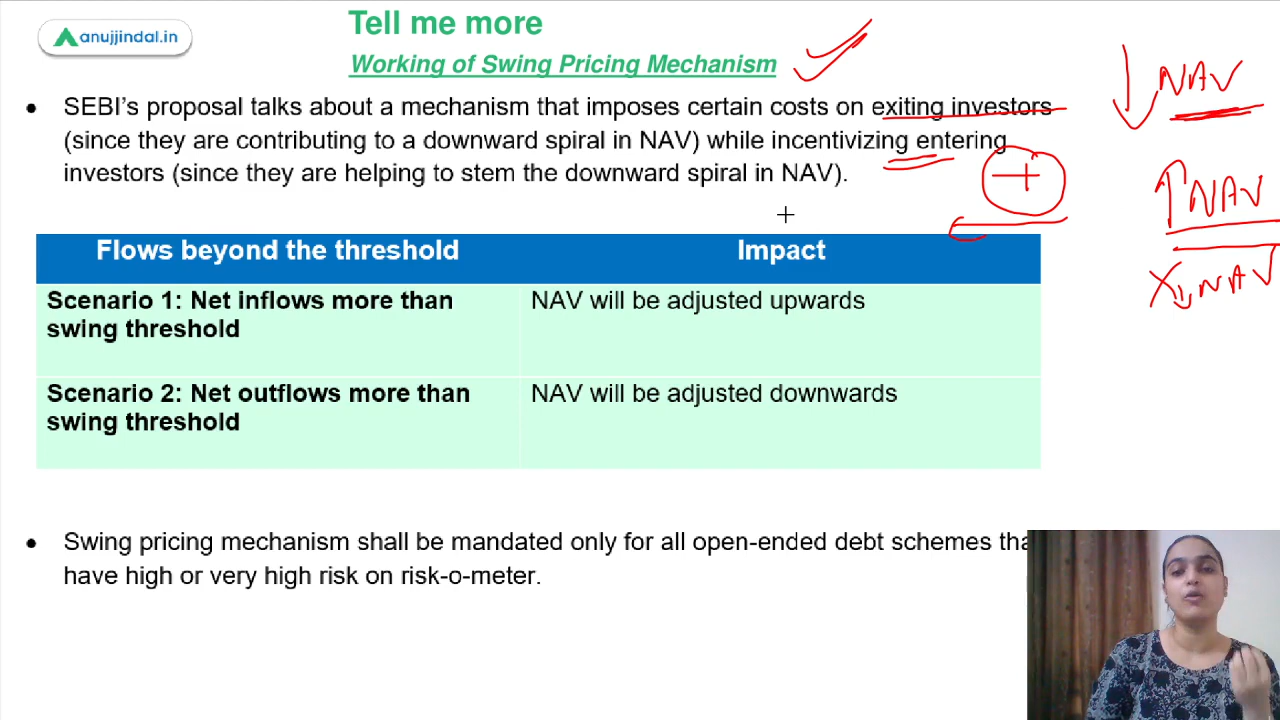 anujjindal.in
Tell me more
Working of Swing Pricing Mechanism
• SEBI's proposal talks about a mechanism that imposes certain costs on exiting investors
(since they are contributing to a downward spiral in NAV) while incentivizing entering
investors (since they are helping to stem the downward spiral in NAV).
↓ NAV
+
↑ NAV
X ↓ NAV
Flows beyond the threshold Impact
Scenario 1: Net inflows more than NAV will be adjusted upwards
swing threshold
Scenario 2: Net outflows more than NAV will be adjusted downwards
swing threshold
• Swing pricing mechanism shall be mandated only for all open-ended debt schemes tha
have high or very high risk on risk-o-meter.